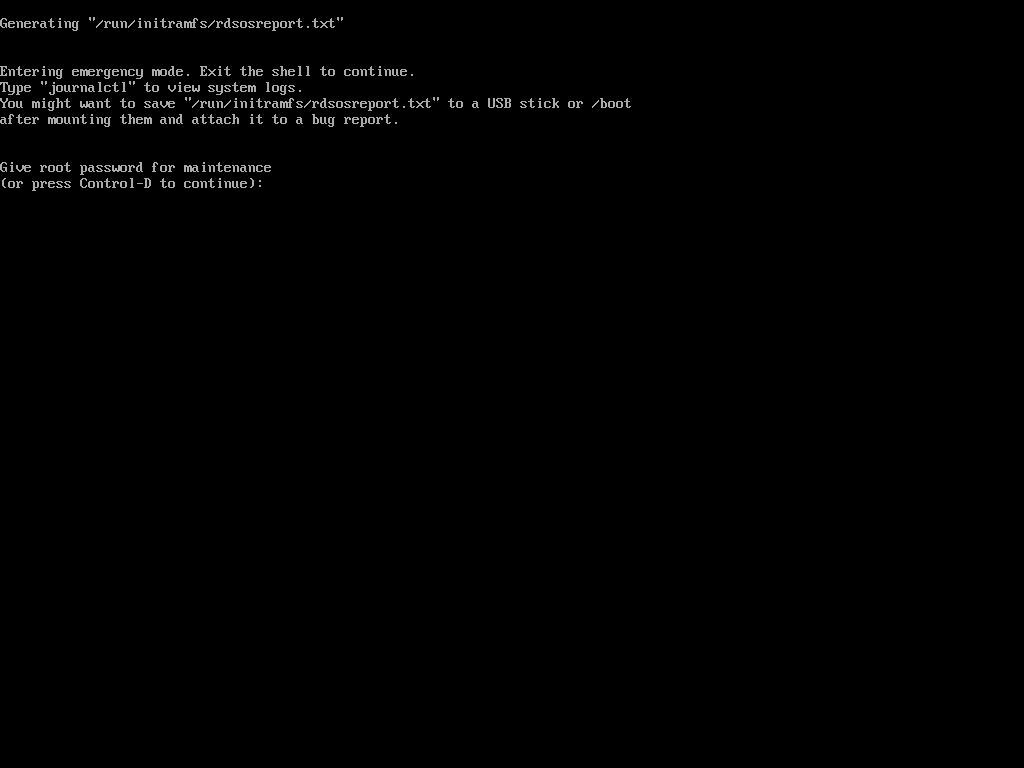 Generating "/run/initramfs/rdsosreport.txt"
Entering emergency mode. Exit the shell to continue.
Type "journalctl" to view system logs.
You might want to save "/run/initramfs/rdsosreport.txt" to a USB stick or /boot
after mounting them and attach it to a bug report.
Give root password for maintenance
(or press Control-D to continue):